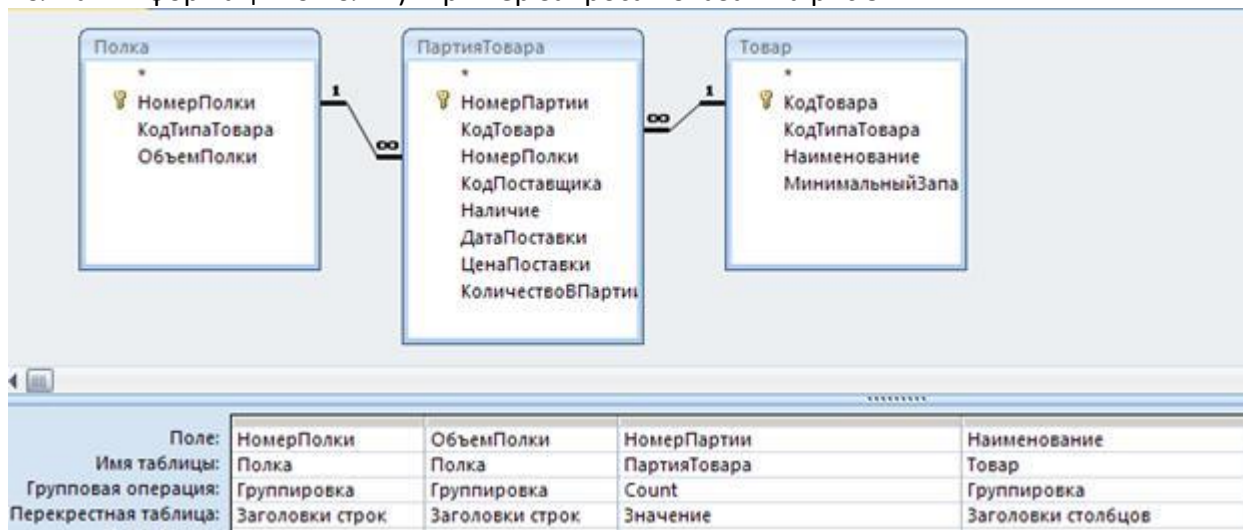 Полка
*
НомерПолки
КодТипаТовара
ОбъемПолки
1
∞
ПартияТовара
*
НомерПартии
КодТовара
НомерПолки
КодПоставщика
Наличие
ДатаПоставки
ЦенаПоставки
КоличествоВПартии
∞
1
Товар
*
КодТовара
КодТипаТовара
Наименование
МинимальныйЗапа
Поле: НомерПолки ОбъемПолки НомерПартии Наименование
Имя таблицы: Полка Полка ПартияТовара Товар
Групповая операция: Группировка Группировка Count Группировка
Перекрестная таблица: Заголовки строк Заголовки строк Значение Заголовки столбцов